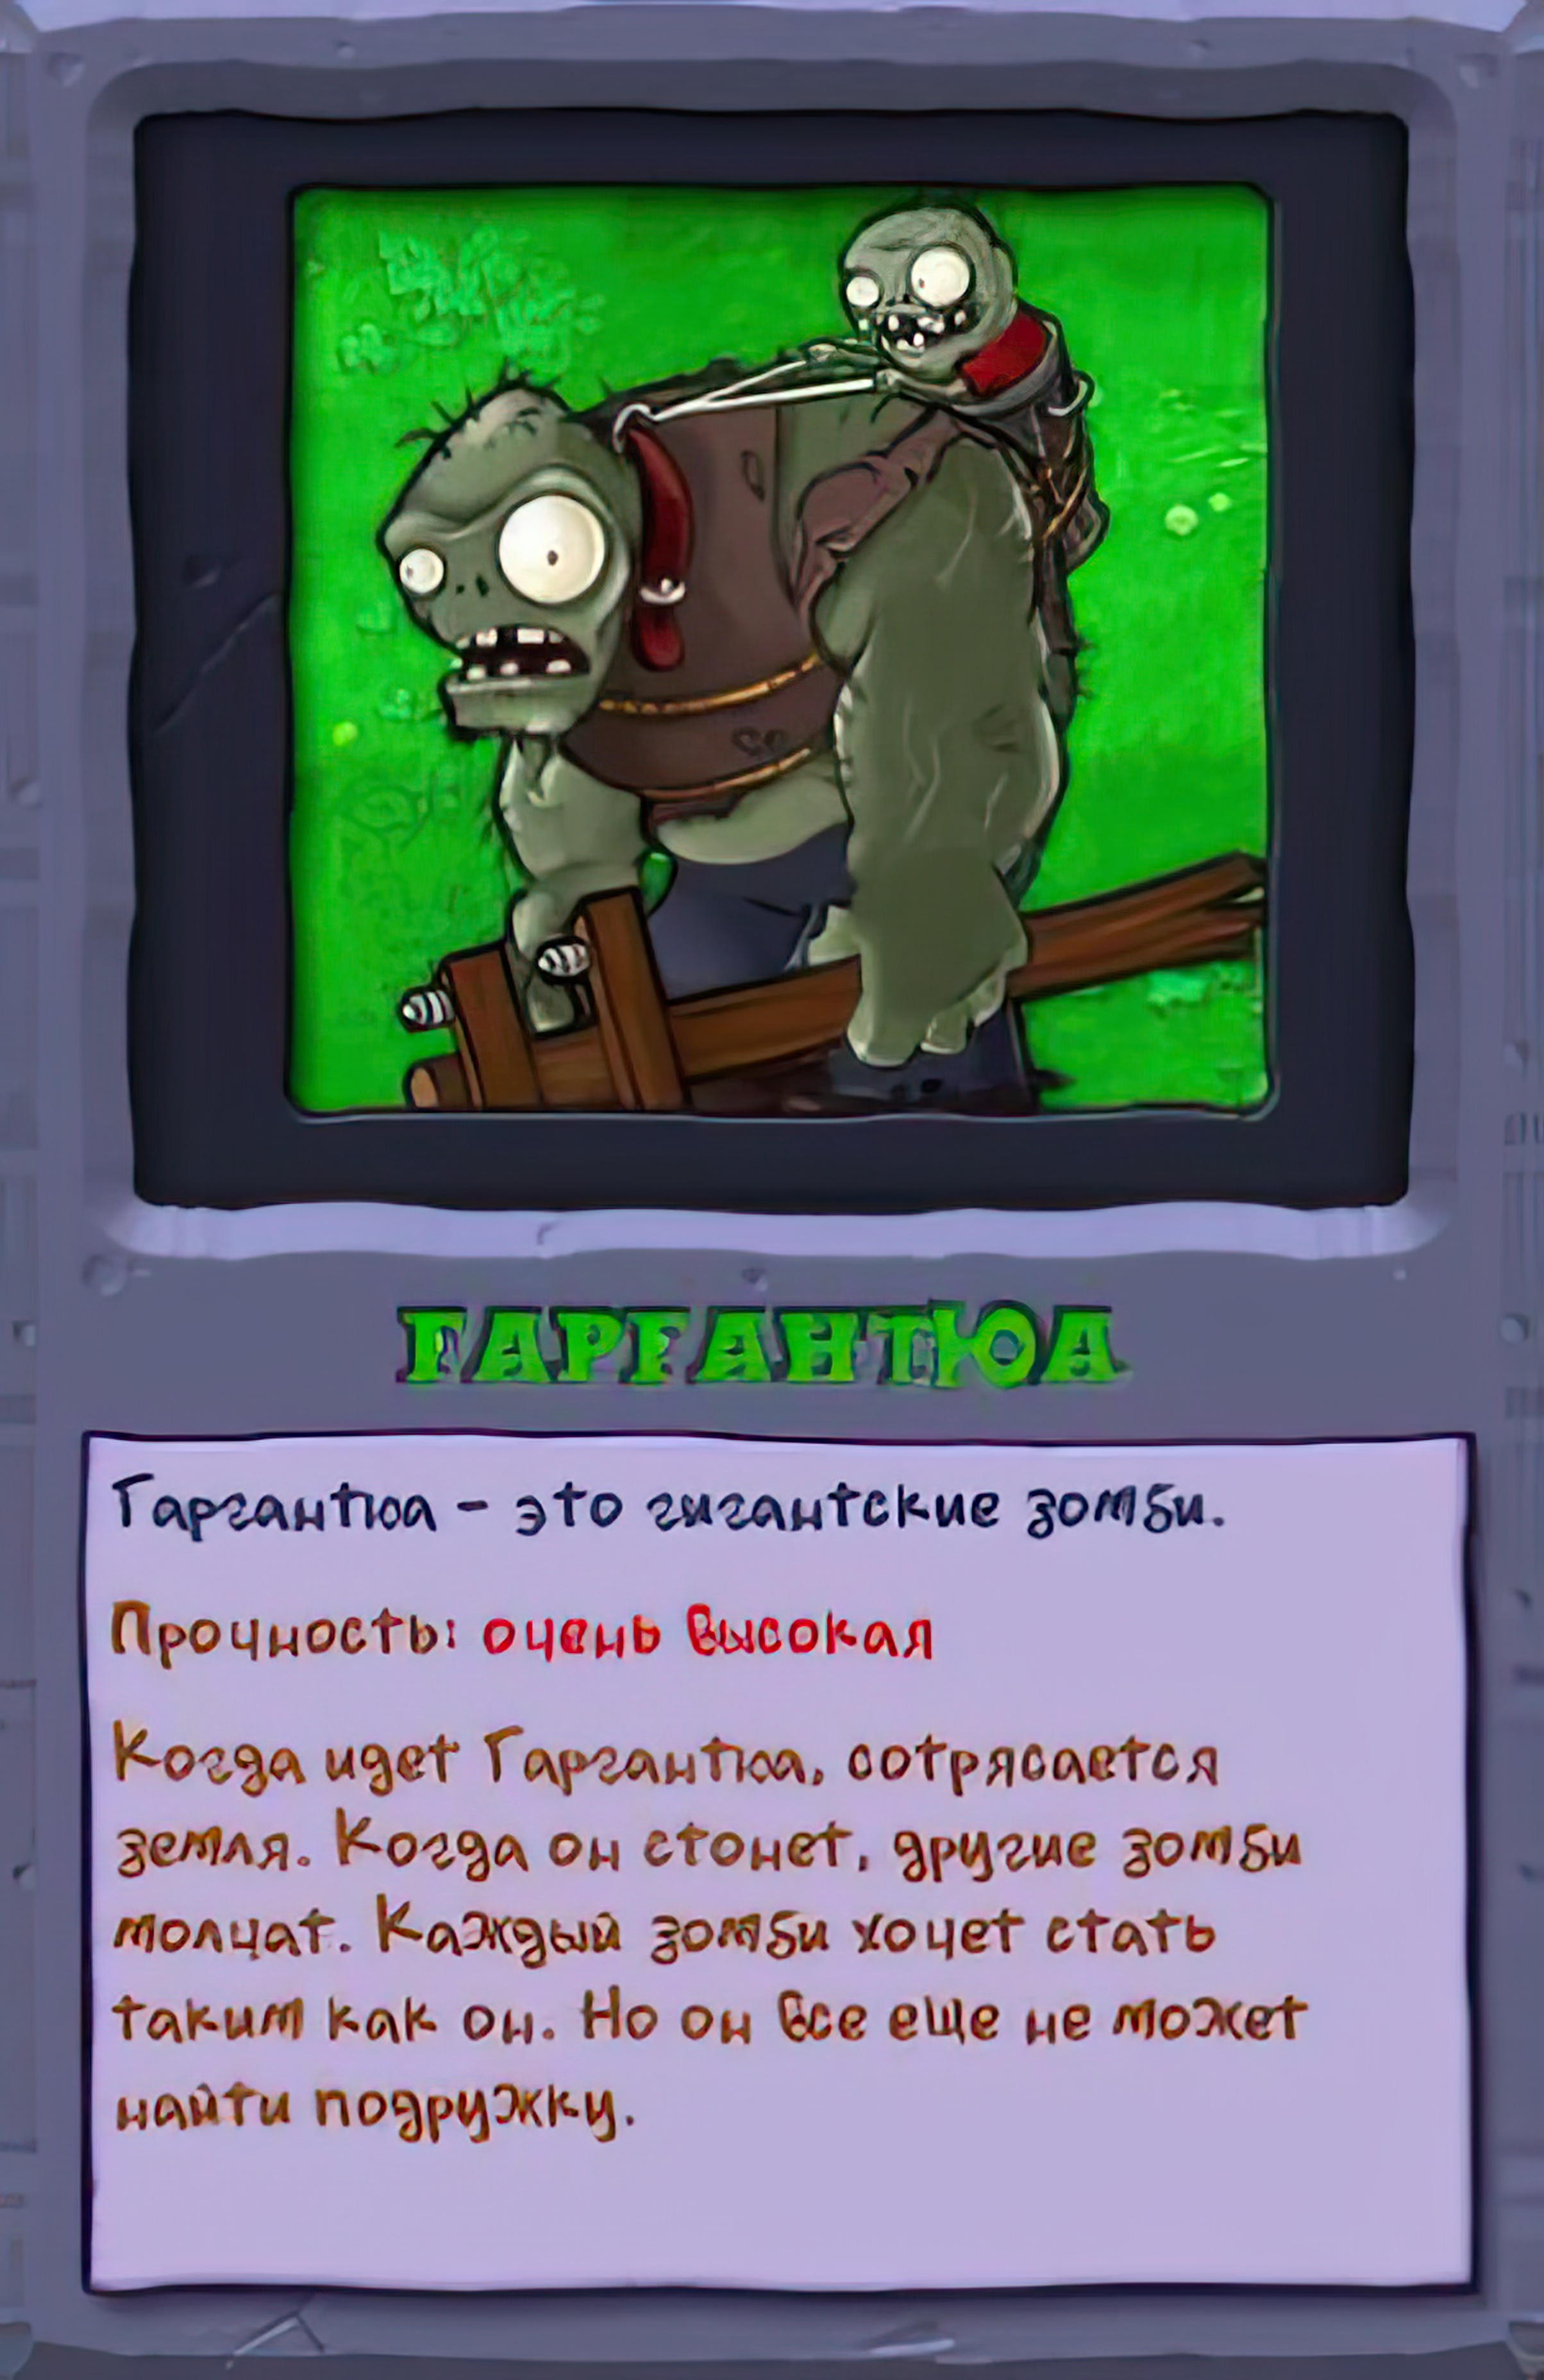 ГАРГАНТЮА
Гаргантюа - это гигантские зомби.
Прочность: очень высокая
Когда идет Гаргантюа, сотрясается
земля. Когда он стонет, другие зомби
молчат. Каждый зомби хочет стать
таким как он. Но он все еще не может
найти подружку.